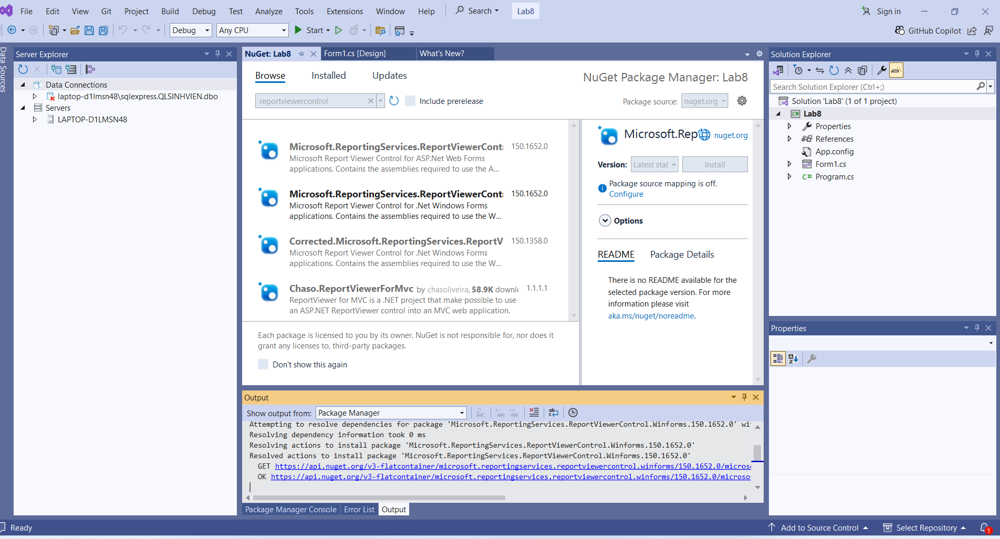 File Edit View Git Project Build Debug Test Analyze Tools Extensions Window Help Search Lab8 Sign in
Debug Any CPU Start GitHub Copilot
Data Sources
Server Explorer
Data Connections
laptop-d1lmsn48\sqlexpress.QLSINHVIEN.dbo
Servers
LAPTOP-D1LMSN48
NuGet: Lab8 Form1.cs [Design] What's New?
Browse Installed Updates NuGet Package Manager: Lab8
reportviewercontrol Include prerelease Package source: nuget.org
Microsoft.ReportingServices.ReportViewerCont 150.1652.0
Microsoft Report Viewer Control for ASP.Net Web Forms
applications. Contains the assemblies required to use the A...
Microsoft.ReportingServices.ReportViewerCont 150.1652.0
Microsoft Report Viewer Control for .Net Windows Forms
applications. Contains the assemblies required to use the W...
Corrected.Microsoft.ReportingServices.ReportV 150.1358.0
Microsoft Report Viewer Control for .Net Windows Forms
applications. Contains the assemblies required to use the W...
Chaso.ReportViewerForMvc by chasoliveira, 58.9K downl 1.1.1.1
ReportViewer for MVC is a .NET project that make possible to use
an ASP.NET ReportViewer control into an MVC web application.
Each package is licensed to you by its owner. NuGet is not responsible for, nor does it
grant any licenses to, third-party packages.
Don't show this again
Microsoft.Rep nuget.org
Version: Latest stal Install
Package source mapping is off.
Configure
Options
README Package Details
There is no README available for the
selected package version. For more
information please visit
aka.ms/nuget/noreadme.
Output
Show output from: Package Manager
Attempting to resolve dependencies for package 'Microsoft.ReportingServices.ReportViewerControl.Winforms.150.1652.0' wi
Resolving dependency information took 0 ms
Resolving actions to install package 'Microsoft.ReportingServices.ReportViewerControl.Winforms.150.1652.0'
Resolved actions to install package 'Microsoft.ReportingServices.ReportViewerControl.Winforms.150.1652.0'
GET https://api.nuget.org/v3-flatcontainer/microsoft.reportingservices.reportviewercontrol.winforms/150.1652.0/micros
OK https://api.nuget.org/v3-flatcontainer/microsoft.reportingservices.reportviewercontrol.winforms/150.1652.0/microso
Package Manager Console Error List Output
Solution Explorer
Search Solution Explorer (Ctrl+;)
Solution 'Lab8' (1 of 1 project)
C# Lab8
Properties
References
App.config
Form1.cs
C# Program.cs
Properties
Ready Add to Source Control Select Repository 1